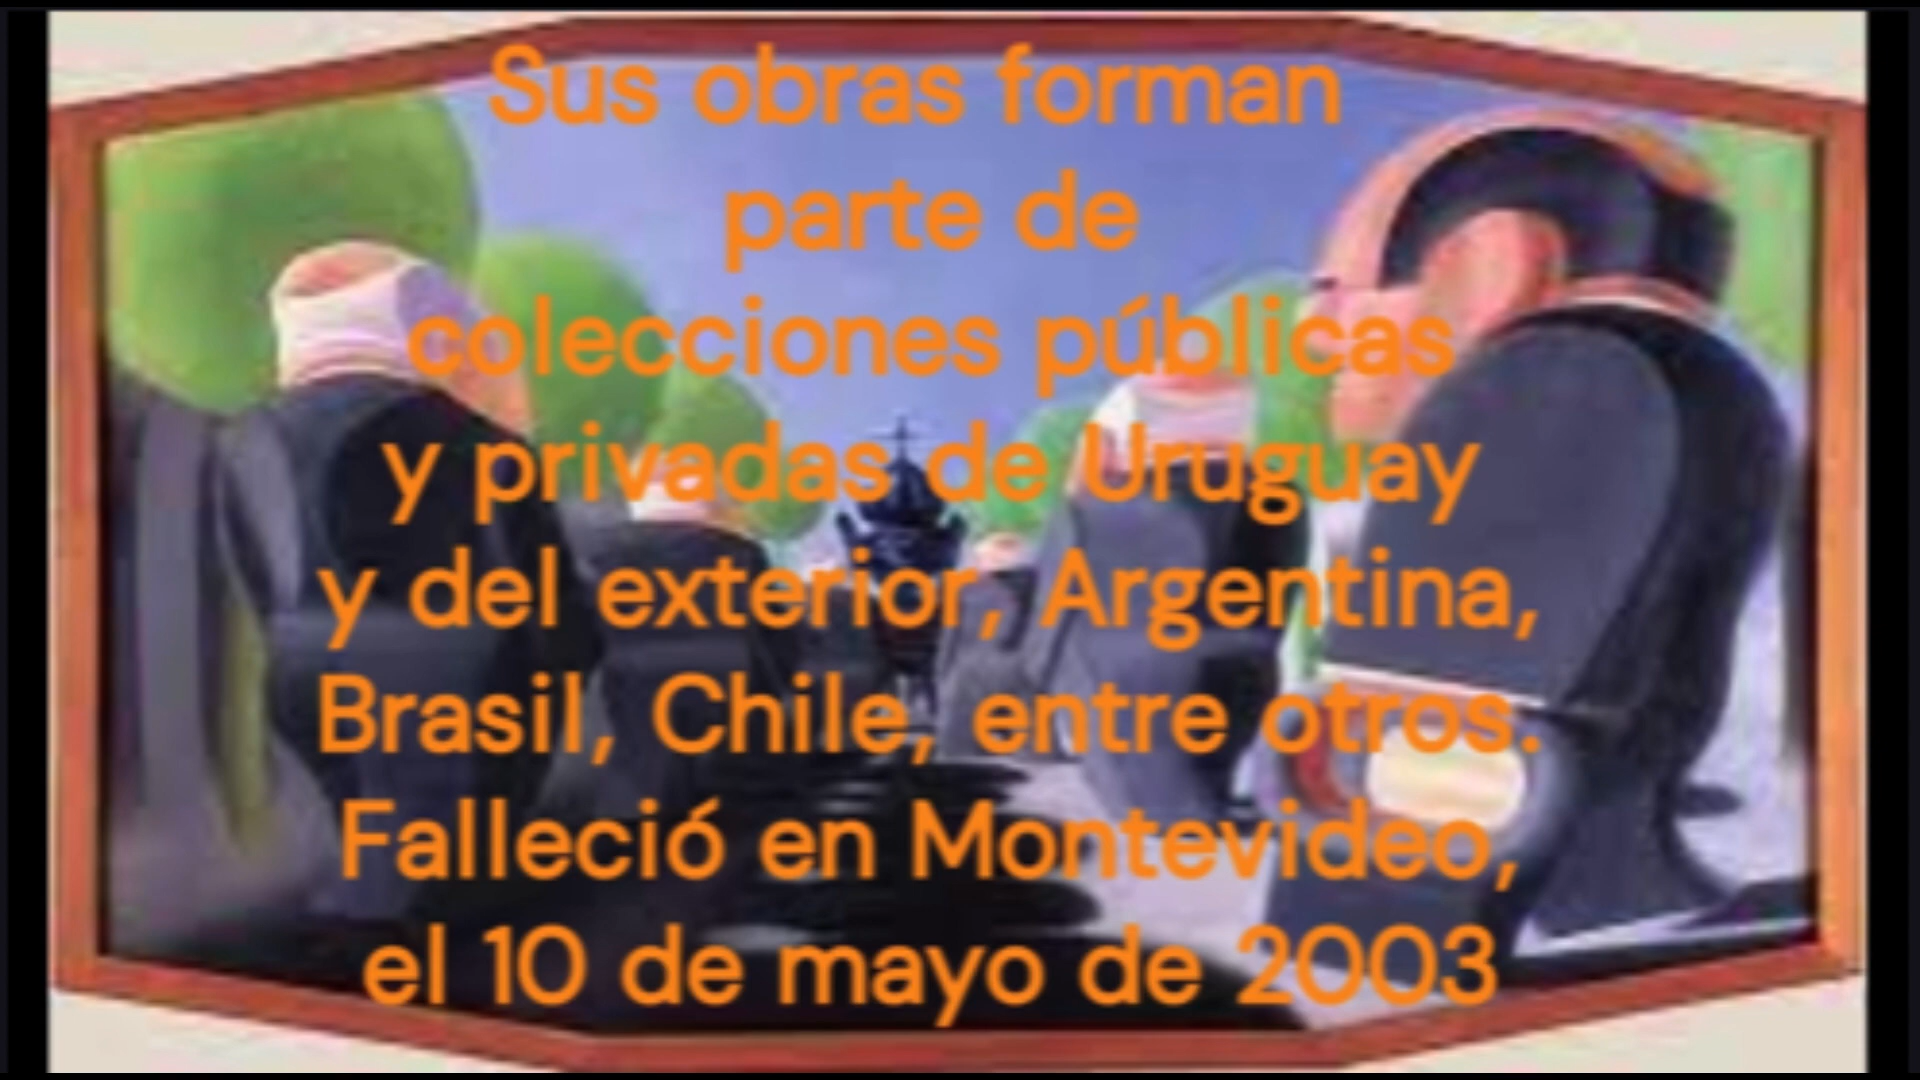 Sus obras forman
parte de
colecciones públicas
y privadas de Uruguay
y del exterior, Argentina,
Brasil, Chile, entre otros.
Falleció en Montevideo,
el 10 de mayo de 2003